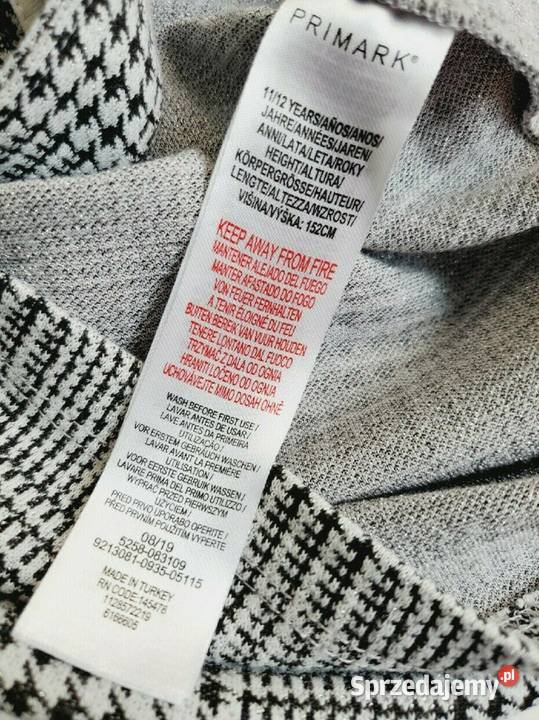 PRIMARK®
11/12 YEARS/AÑOS/ANOS/
JAHRE/ANNÉES/JAREN/
ANNI/LATA/LETA/ROKY
HEIGHT/ALTURA/
KÖRPERGRÖSSE/HAUTEUR/
LENGTE/ALTEZZA/WZROST/
VIŠINA/VÝŠKA: 152CM
KEEP AWAY FROM FIRE
MANTENER ALEJADO DEL FUEGO
MANTER AFASTADO DO FOGO
VON FEUER FERNHALTEN
A TENIR ÉLOIGNÉ DU FEU
BUITEN BEREIK VAN VUUR HOUDEN
TENERE LONTANO DAL FUOCO
TRZYMAĆ Z DALA OD OGNIA
HRANITI LOČENO OD OGNJA
UCHOVÁVEJTE MIMO DOSAH OHNĚ
WASH BEFORE FIRST USE /
LAVAR ANTES DE USAR /
LAVE ANTES DA PRIMEIRA
UTILIZAÇÃO /
VOR ERSTEM GEBRAUCH WASCHEN /
LAVER AVANT LA PREMIÈRE
UTILISATION /
VOOR EERSTE GEBRUIK WASSEN /
LAVARE PRIMA DEL PRIMO UTILIZZO /
WYPRAĆ PRZED PIERWSZYM
UŻYCIEM /
PRED PRVO UPORABO OPERITE /
PŘED PRVNÍM POUŽITÍM VYPERTE
08/19
5258-083109
9213081-0935-05115
MADE IN TURKEY
RN CODE:145478
1128572219
6166605
Sprzedajemy.pl